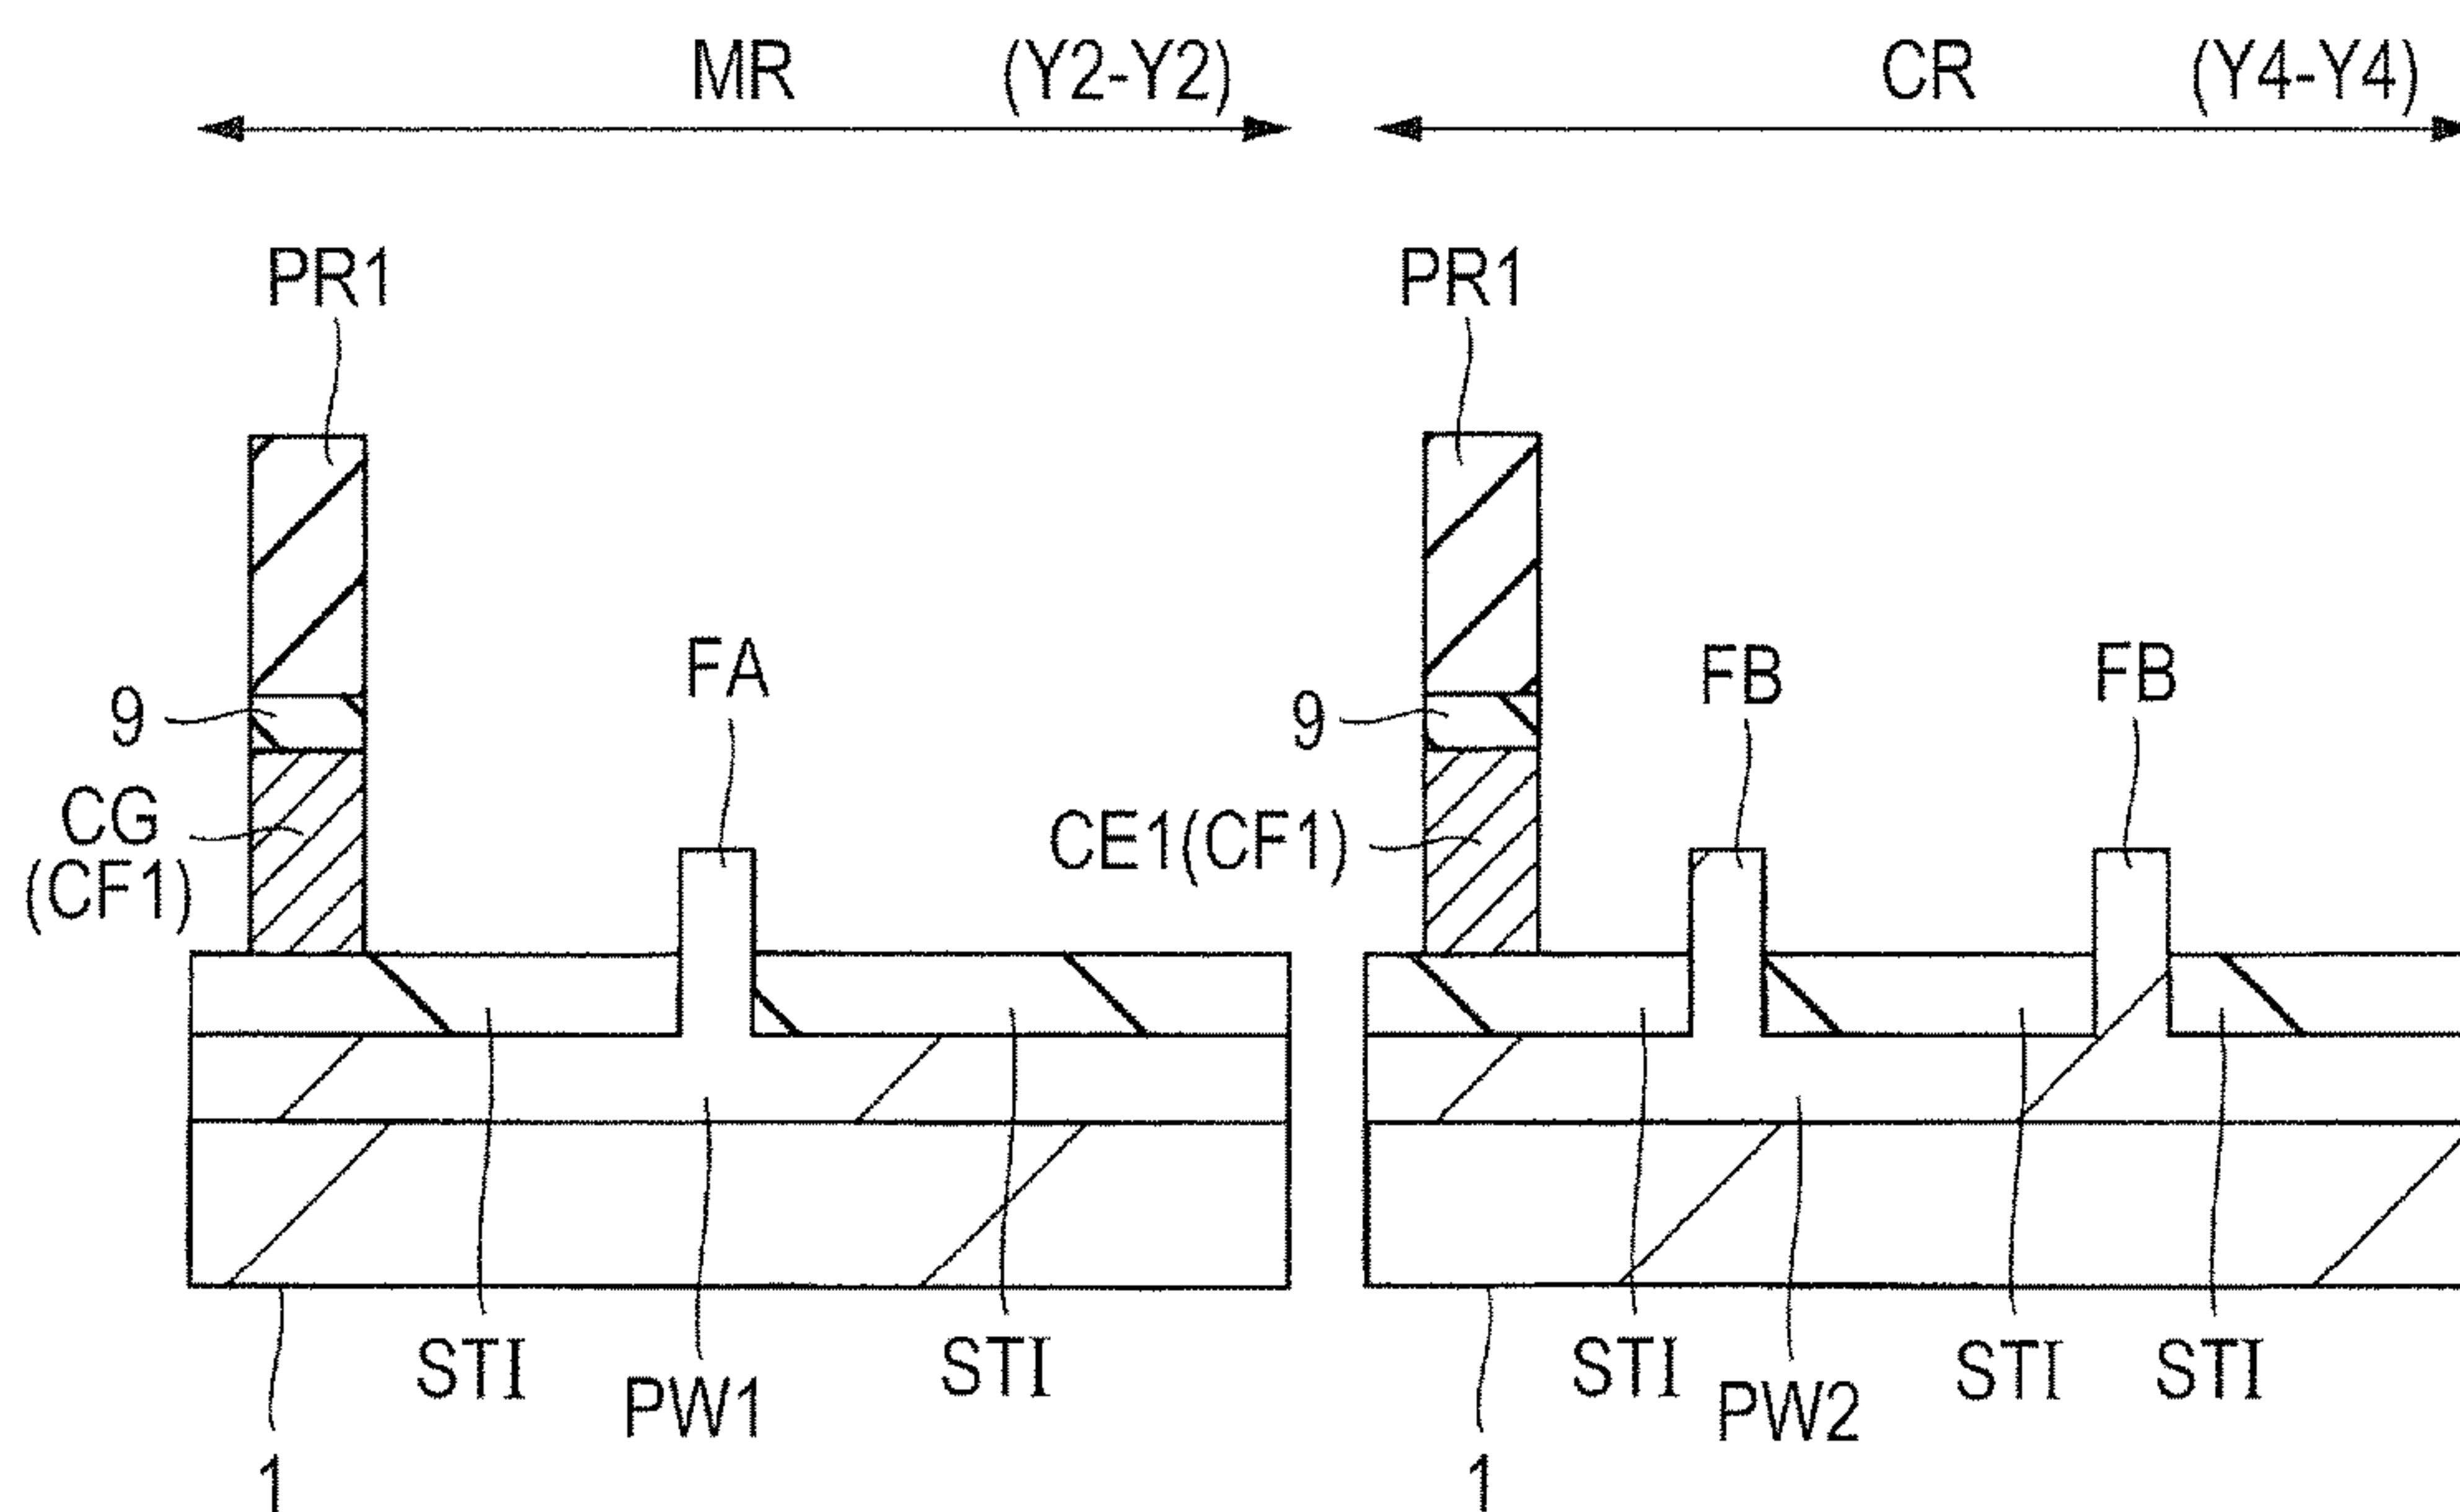 MR (Y2-Y2) CR (Y4-Y4)
PR1 PR1
FA FB FB
9 9
CG CE1(CF1)
(CF1)
STI STI STI STI STI
PW1 PW2
1 1